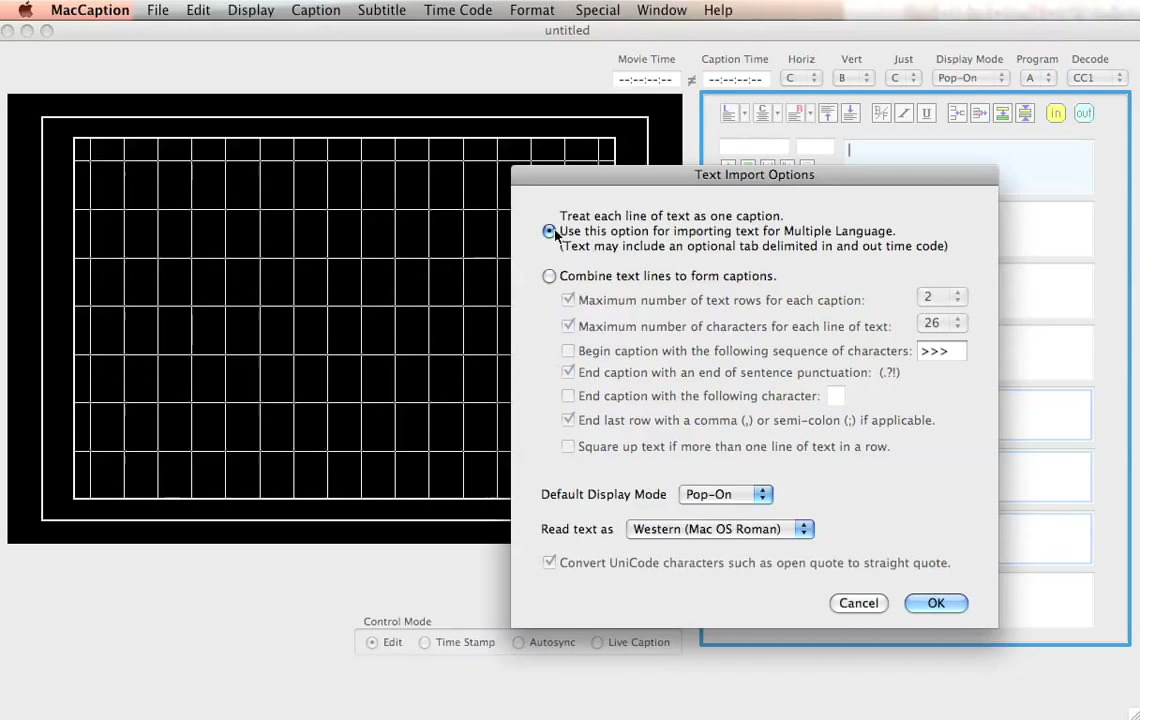 MacCaption File Edit Display Caption Subtitle Time Code Format Special Window Help
untitled
Movie Time Caption Time Horiz Vert Just Display Mode Program Decode
--:--:--:-- ≠ --:--:--:-- C B C Pop-On A CC1
L C R B/F I U in out
Text Import Options
Treat each line of text as one caption.
Use this option for importing text for Multiple Language.
(Text may include an optional tab delimited in and out time code)
Combine text lines to form captions.
Maximum number of text rows for each caption: 2
Maximum number of characters for each line of text: 26
Begin caption with the following sequence of characters: >>>
End caption with an end of sentence punctuation: (.?!)
End caption with the following character:
End last row with a comma (,) or semi-colon (;) if applicable.
Square up text if more than one line of text in a row.
Default Display Mode Pop-On
Read text as Western (Mac OS Roman)
Convert UniCode characters such as open quote to straight quote.
Cancel OK
Control Mode
Edit Time Stamp Autosync Live Caption